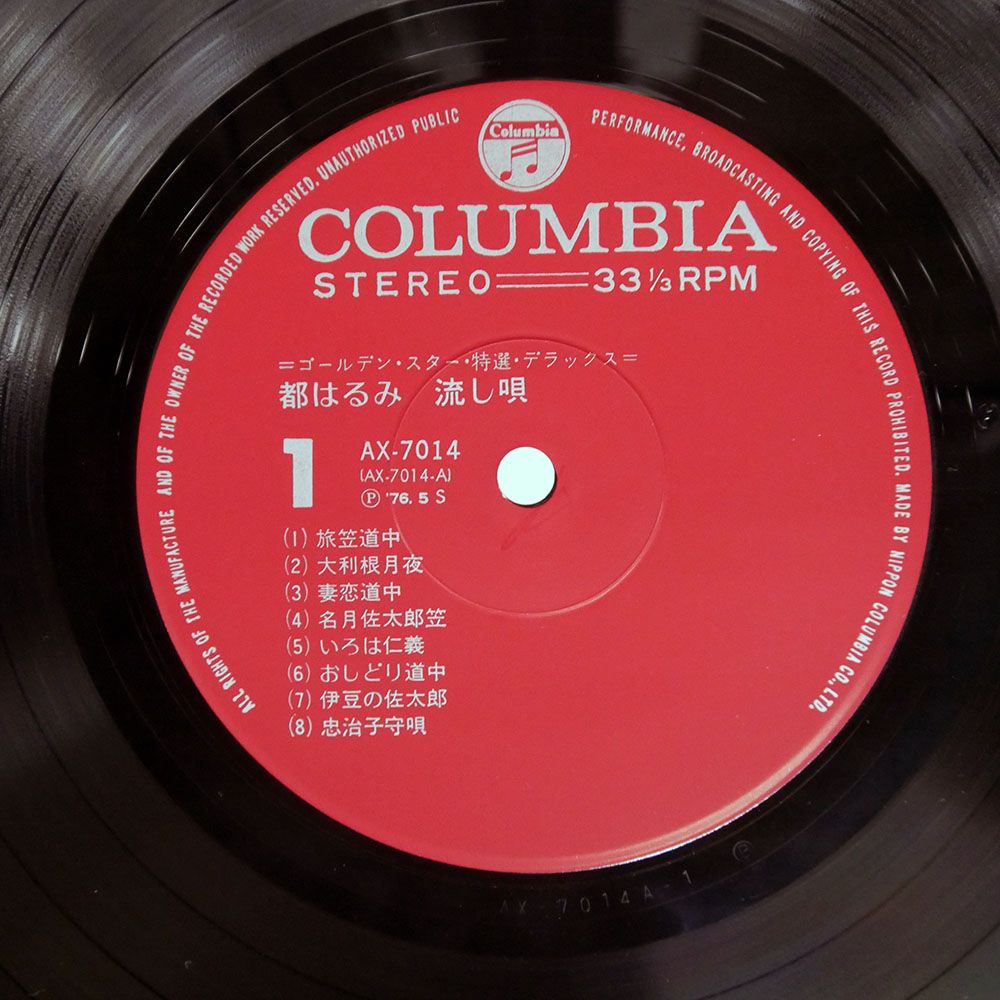 Columbia
COLUMBIA
STEREO 33 1/3 RPM
=ゴールデン・スター・特選・デラックス=
都はるみ 流し唄
1
AX-7014
(AX-7014-A)
Ⓟ '76. 5 S
(1) 旅笠道中
(2) 大利根月夜
(3) 妻恋道中
(4) 名月佐太郎笠
(5) いろは仁義
(6) おしどり道中
(7) 伊豆の佐太郎
(8) 忠治子守唄
ALL RIGHTS OF THE MANUFACTURE AND OF THE OWNER OF THE RECORDED WORK RESERVED. UNAUTHORIZED PUBLIC PERFORMANCE, BROADCASTING AND COPYING OF THIS RECORD PROHIBITED. MADE BY NIPPON COLUMBIA CO., LTD.
AX-7014A-1
Ⓟ